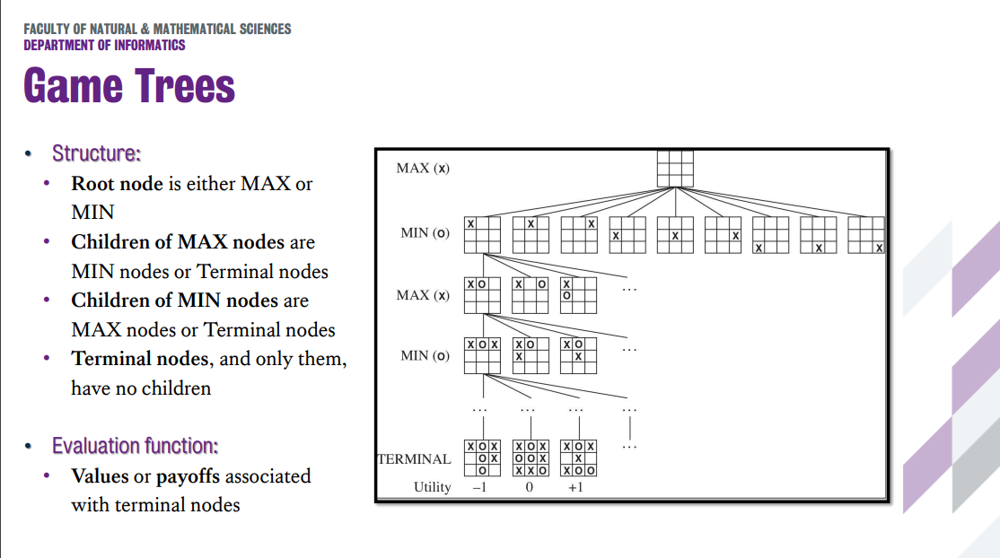 FACULTY OF NATURAL & MATHEMATICAL SCIENCES
DEPARTMENT OF INFORMATICS
Game Trees
• Structure:
• Root node is either MAX or
MIN
• Children of MAX nodes are
MIN nodes or Terminal nodes
• Children of MIN nodes are
MAX nodes or Terminal nodes
• Terminal nodes, and only them,
have no children
• Evaluation function:
• Values or payoffs associated
with terminal nodes
MAX (x)
MIN (o)
X X X X X X X X X
MAX (x)
X O X O X ...
O
MIN (o)
X O X X O X O ...
X X
... ... ... ...
TERMINAL
X O X X O X X O X ...
O X O O X X
O X X O X O O
Utility –1 0 +1